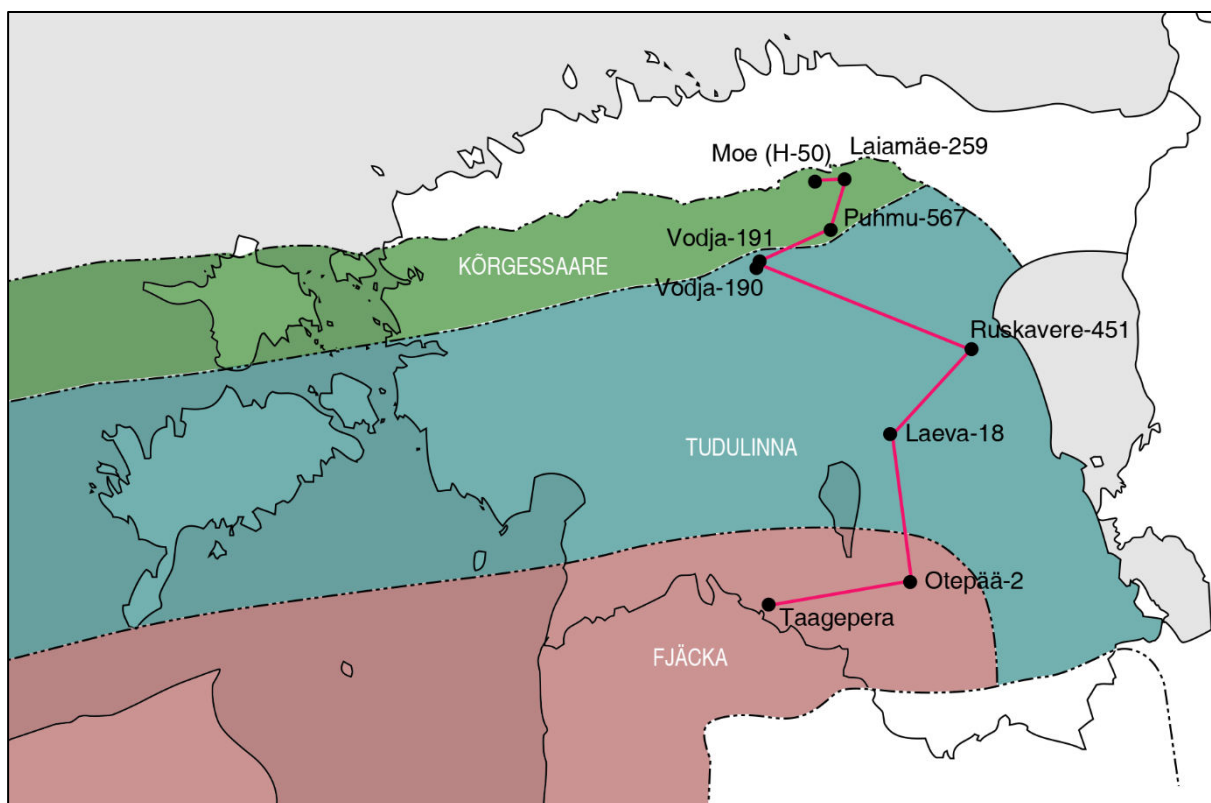 Laiamäe-259
Moe (H-50)
Puhmu-567
Vodja-191
KÕRGESSAARE
Vodja-190
Ruskavere-451
Laeva-18
TUDULINNA
Otepää-2
Taagepera
FJÄCKA